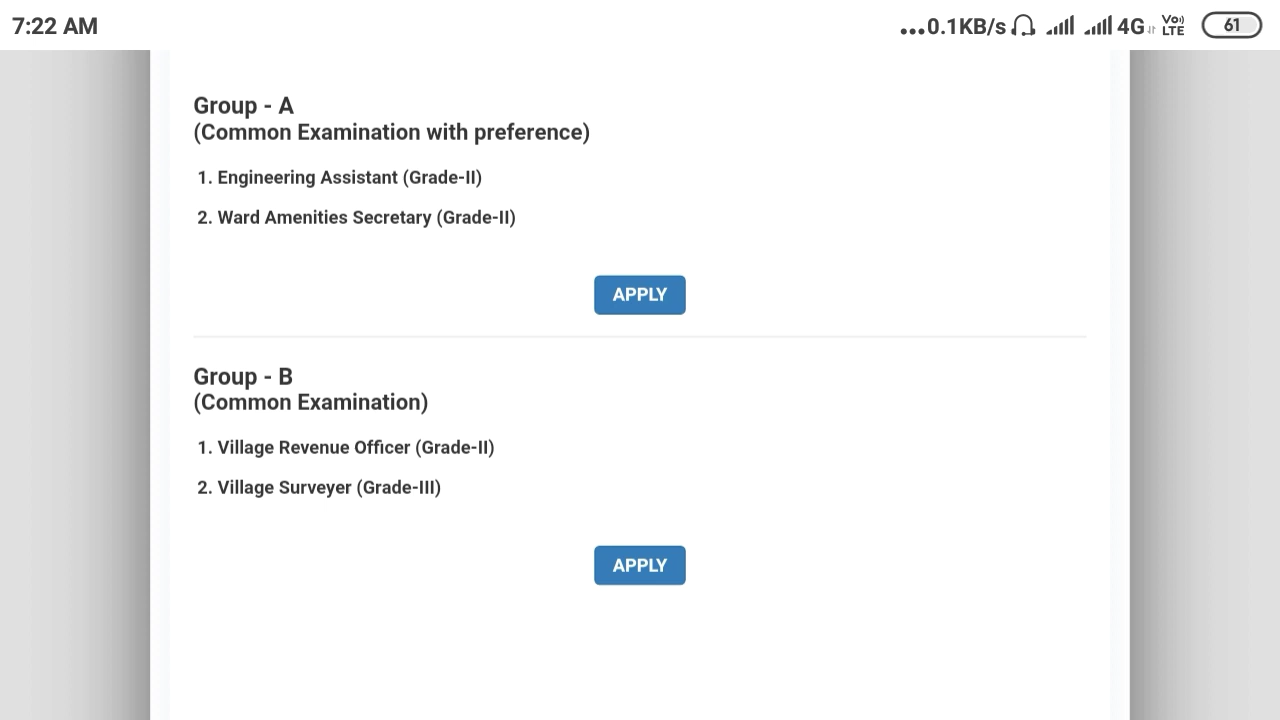 7:22 AM
...0.1KB/s 4G Vo) LTE 61
Group - A
(Common Examination with preference)
1. Engineering Assistant (Grade-II)
2. Ward Amenities Secretary (Grade-II)
APPLY
Group - B
(Common Examination)
1. Village Revenue Officer (Grade-II)
2. Village Surveyer (Grade-III)
APPLY